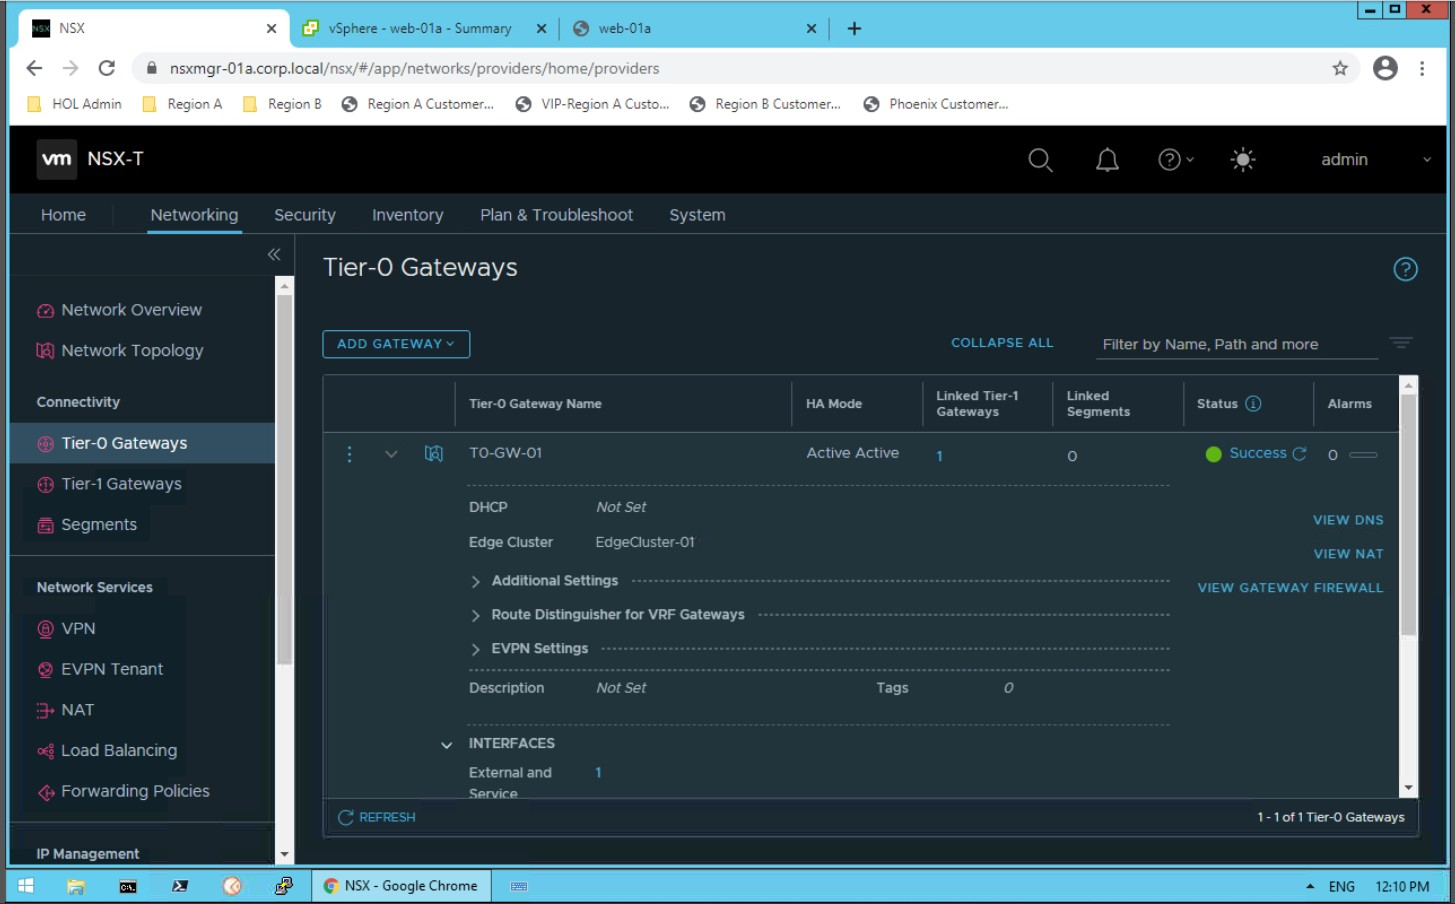 NSX
vSphere - web-01a - Summary
web-01a
nsxmgr-01a.corp.local/nsx/#/app/networks/providers/home/providers
HOL Admin
Region A
Region B
Region A Customer...
VIP-Region A Custo...
Region B Customer...
Phoenix Customer...
vm NSX-T
admin
Home
Networking
Security
Inventory
Plan & Troubleshoot
System
Network Overview
Network Topology
Connectivity
Tier-0 Gateways
Tier-1 Gateways
Segments
Network Services
VPN
EVPN Tenant
NAT
Load Balancing
Forwarding Policies
IP Management
Tier-0 Gateways
ADD GATEWAY
COLLAPSE ALL
Filter by Name, Path and more
Tier-0 Gateway Name
HA Mode
Linked Tier-1
Gateways
Linked
Segments
Status
Alarms
T0-GW-01
Active Active
1
0
Success
0
DHCP
Not Set
Edge Cluster
EdgeCluster-01
Additional Settings
Route Distinguisher for VRF Gateways
EVPN Settings
Description
Not Set
Tags
0
VIEW DNS
VIEW NAT
VIEW GATEWAY FIREWALL
INTERFACES
External and
Service
1
REFRESH
1 - 1 of 1 Tier-0 Gateways
NSX - Google Chrome
ENG
12:10 PM